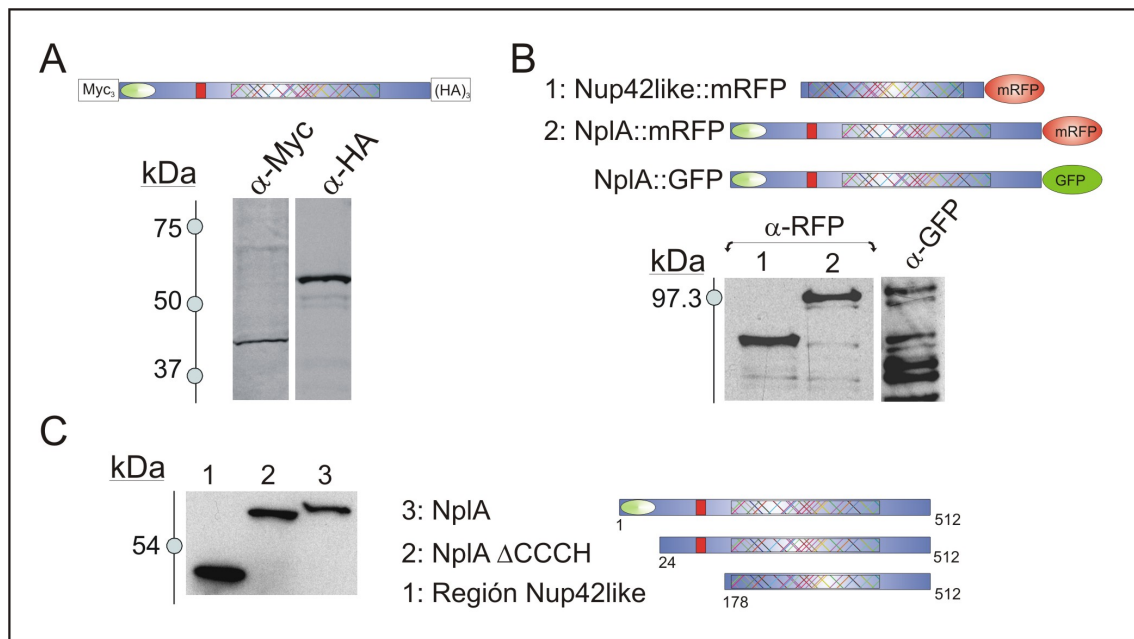 A
Myc₃
(HA)₃
kDa
α-Myc
α-HA
75
50
37
B
1: Nup42like::mRFP
mRFP
2: NplA::mRFP
mRFP
NplA::GFP
GFP
α-RFP
α-GFP
kDa
1 2
97.3
C
kDa
1 2 3
54
3: NplA
2: NplA ΔCCCH
1: Región Nup42like
1 512
24 512
178 512